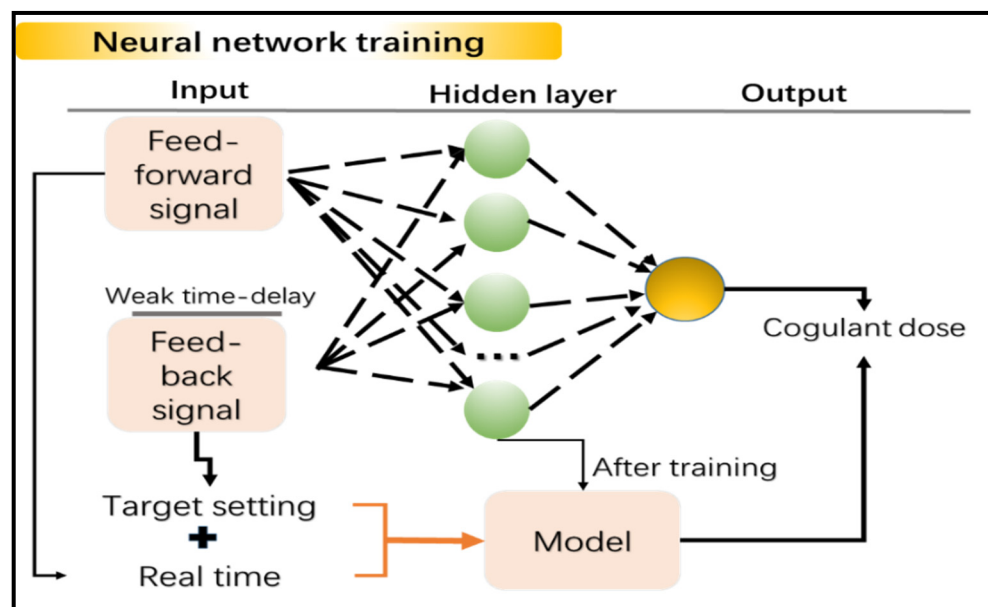 Neural network training
Input
Hidden layer
Output
Feed-
forward
signal
Weak time-delay
Feed-
back
signal
Cogulant dose
After training
Target setting
+
Real time
Model